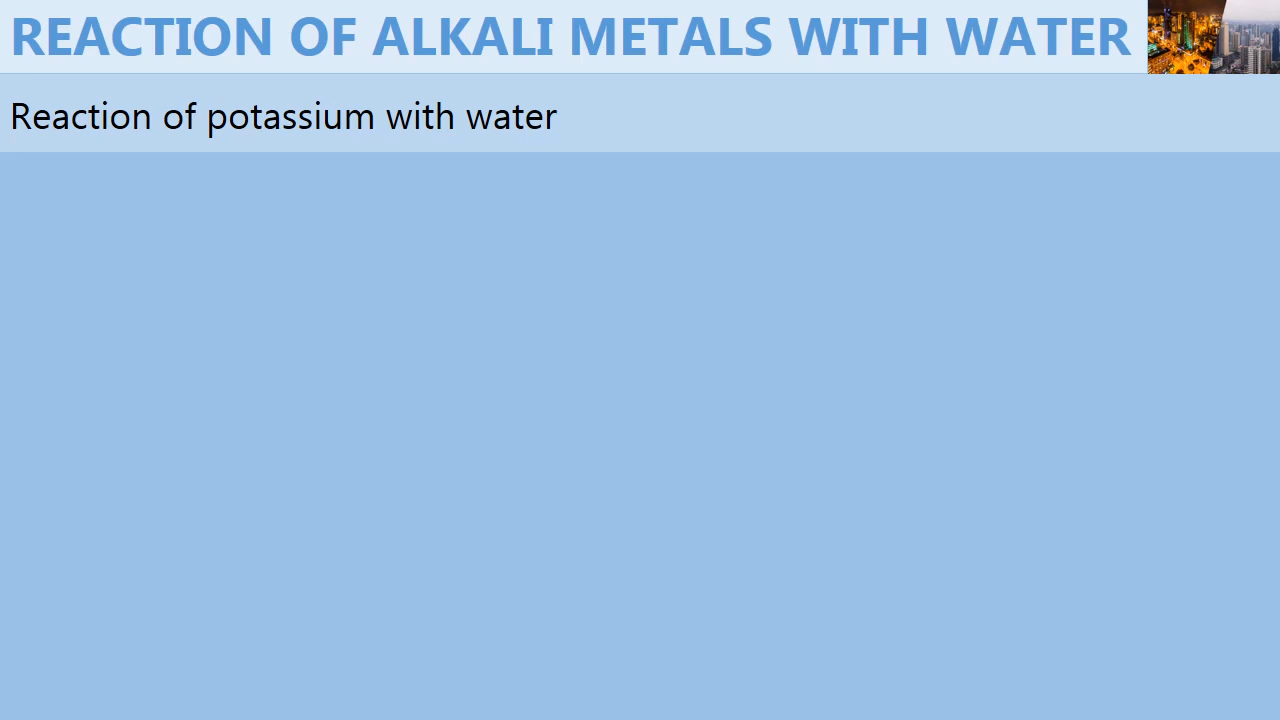 REACTION OF ALKALI METALS WITH WATER
Reaction of potassium with water